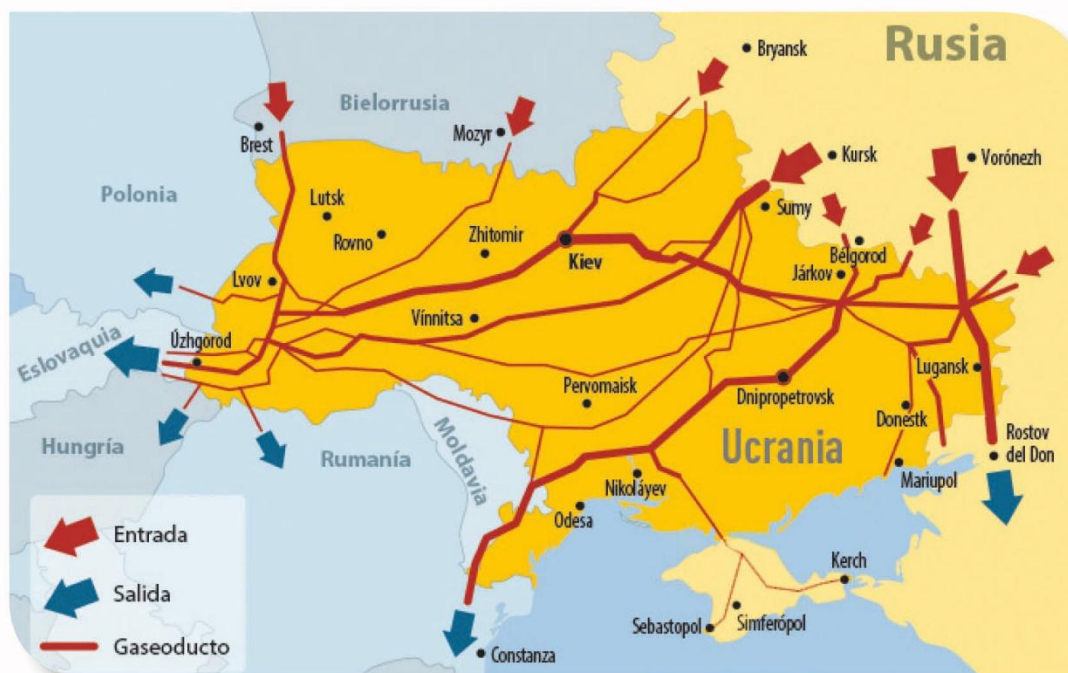 Rusia
Bryansk
Bielorrusia
Mozyr
Brest
Kursk
Vorónezh
Polonia
Lutsk
Rovno
Zhitomir
Kiev
Sumy
Bélgorod
Járkov
Lvov
Vínnitsa
Úzhgorod
Eslovaquia
Pervomaisk
Dnipropetrovsk
Lugansk
Donestk
Hungría
Rumanía
Moldavia
Ucrania
Rostov
del Don
Mariupol
Nikoláyev
Odesa
Kerch
Simferópol
Sebastopol
Constanza
Entrada
Salida
Gaseoducto